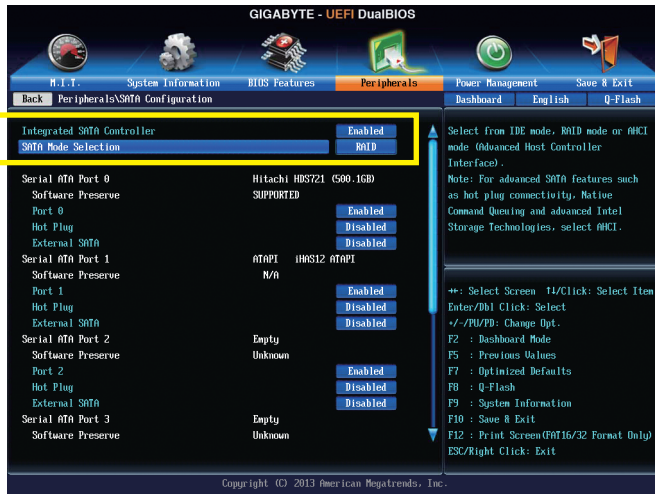 GIGABYTE - UEFI DualBIOS
M.I.T. System Information BIOS Features Peripherals Power Management Save & Exit
Back Peripherals\SATA Configuration Dashboard English Q-Flash
Integrated SATA Controller Enabled
SATA Mode Selection RAID
Serial ATA Port 0 Hitachi HDS721 (500.1GB)
Software Preserve SUPPORTED
Port 0 Enabled
Hot Plug Disabled
External SATA Disabled
Serial ATA Port 1 ATAPI iHAS12 ATAPI
Software Preserve N/A
Port 1 Enabled
Hot Plug Disabled
External SATA Disabled
Serial ATA Port 2 Empty
Software Preserve Unknown
Port 2 Enabled
Hot Plug Disabled
External SATA Disabled
Serial ATA Port 3 Empty
Software Preserve Unknown
Select from IDE mode, RAID mode or AHCI
mode (Advanced Host Controller
Interface).
Note: For advanced SATA features such
as hot plug connectivity, Native
Command Queuing and advanced Intel
Storage Technologies, select AHCI.
↔: Select Screen ↑↓/Click: Select Item
Enter/Dbl Click: Select
+/-/PU/PD: Change Opt.
F2 : Dashboard Mode
F5 : Previous Values
F7 : Optimized Defaults
F8 : Q-Flash
F9 : System Information
F10 : Save & Exit
F12 : Print Screen(FAT16/32 Format Only)
ESC/Right Click: Exit
Copyright (C) 2013 American Megatrends, Inc.